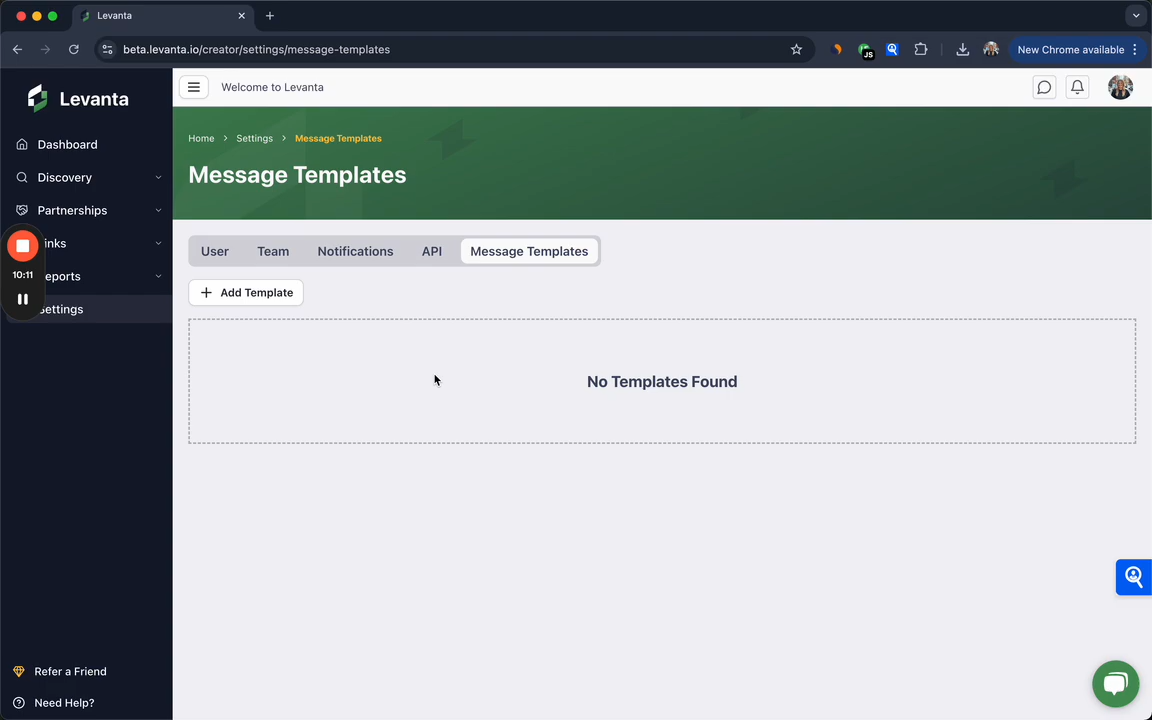 Levanta
beta.levanta.io/creator/settings/message-templates
JS
New Chrome available
Levanta
Welcome to Levanta
Home
Settings
Message Templates
Message Templates
Dashboard
Discovery
Partnerships
inks
eports
ettings
10:11
User
Team
Notifications
API
Message Templates
Add Template
No Templates Found
Refer a Friend
Need Help?